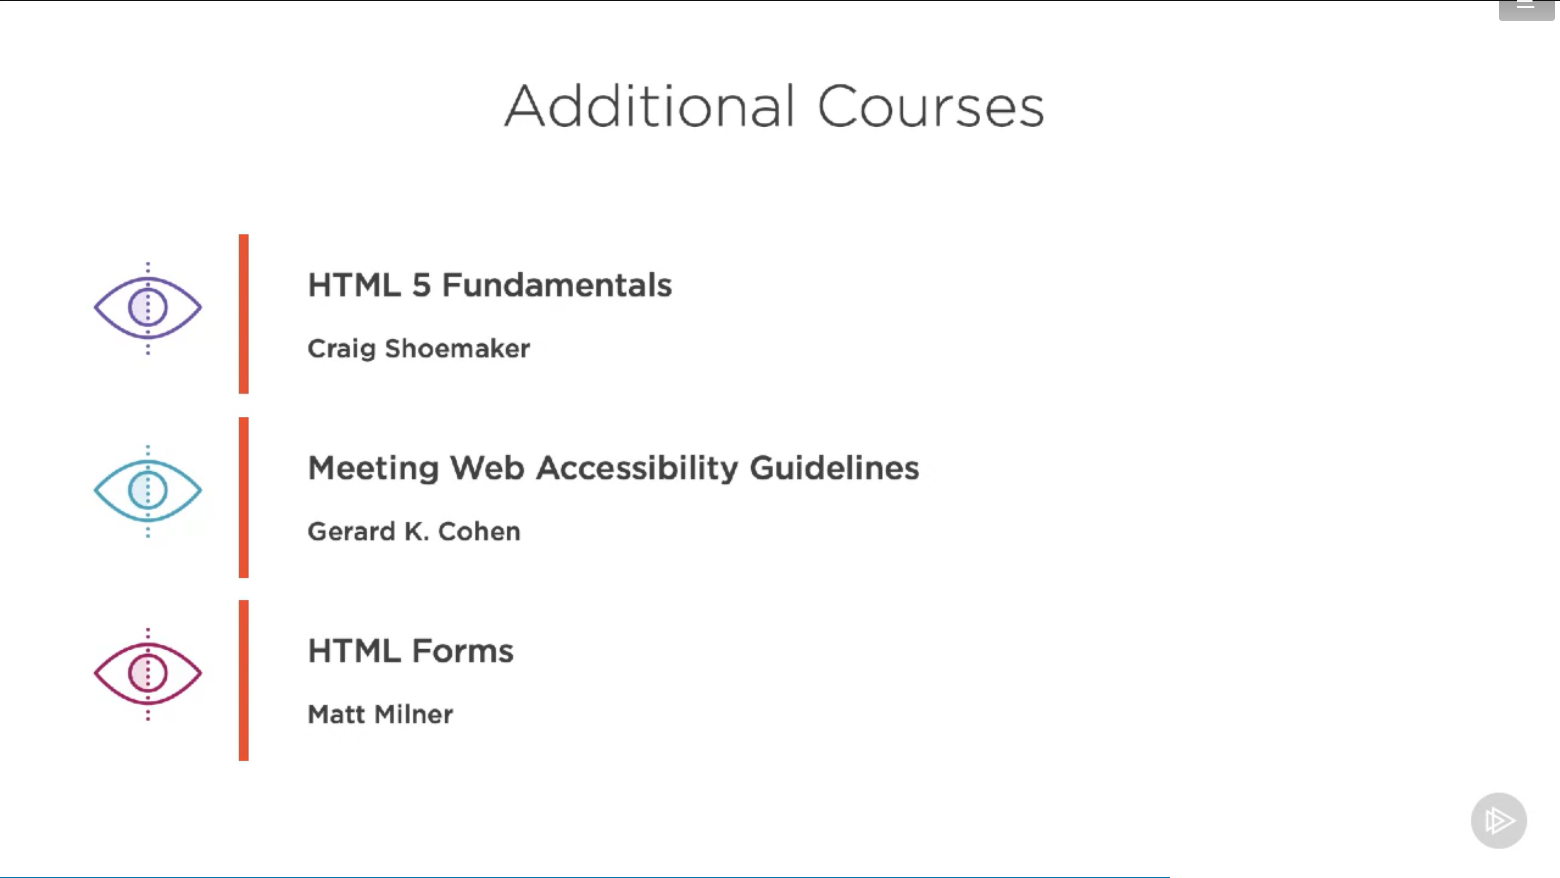 Additional Courses
HTML 5 Fundamentals
Craig Shoemaker
Meeting Web Accessibility Guidelines
Gerard K. Cohen
HTML Forms
Matt Milner